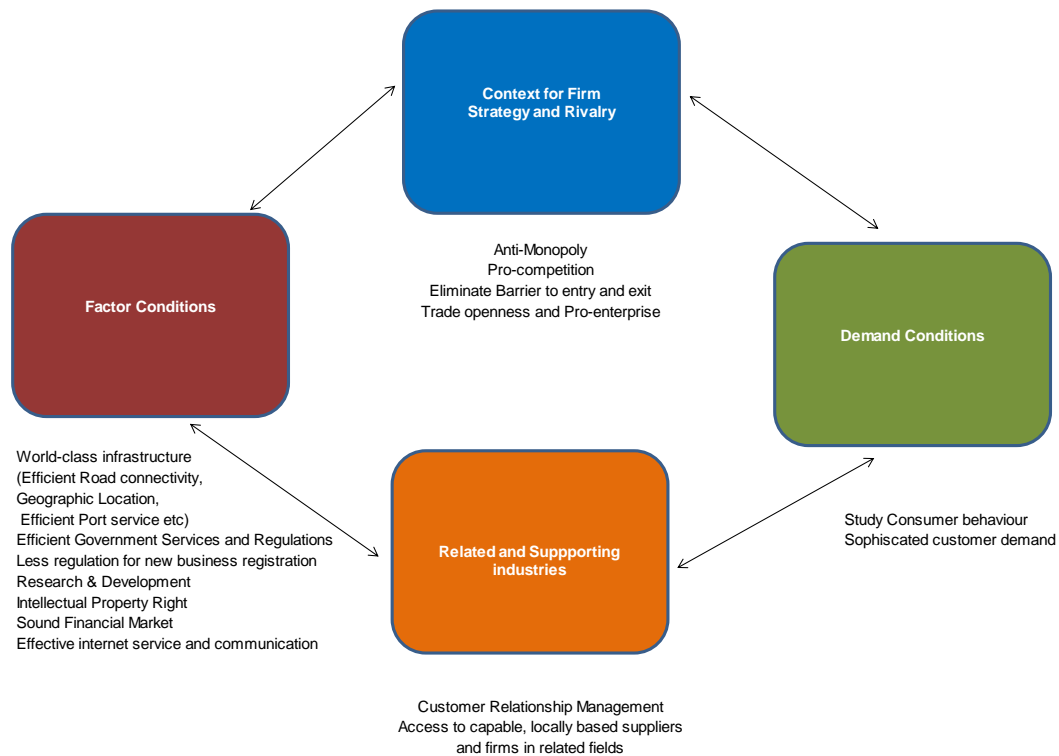 Context for Firm
Strategy and Rivalry
Anti-Monopoly
Pro-competition
Eliminate Barrier to entry and exit
Trade openness and Pro-enterprise
Factor Conditions
World-class infrastructure
(Efficient Road connectivity,
Geographic Location,
Efficient Port service etc)
Efficient Government Services and Regulations
Less regulation for new business registration
Research & Development
Intellectual Property Right
Sound Financial Market
Effective internet service and communication
Demand Conditions
Study Consumer behaviour
Sophiscated customer demand
Related and Suppporting
industries
Customer Relationship Management
Access to capable, locally based suppliers
and firms in related fields